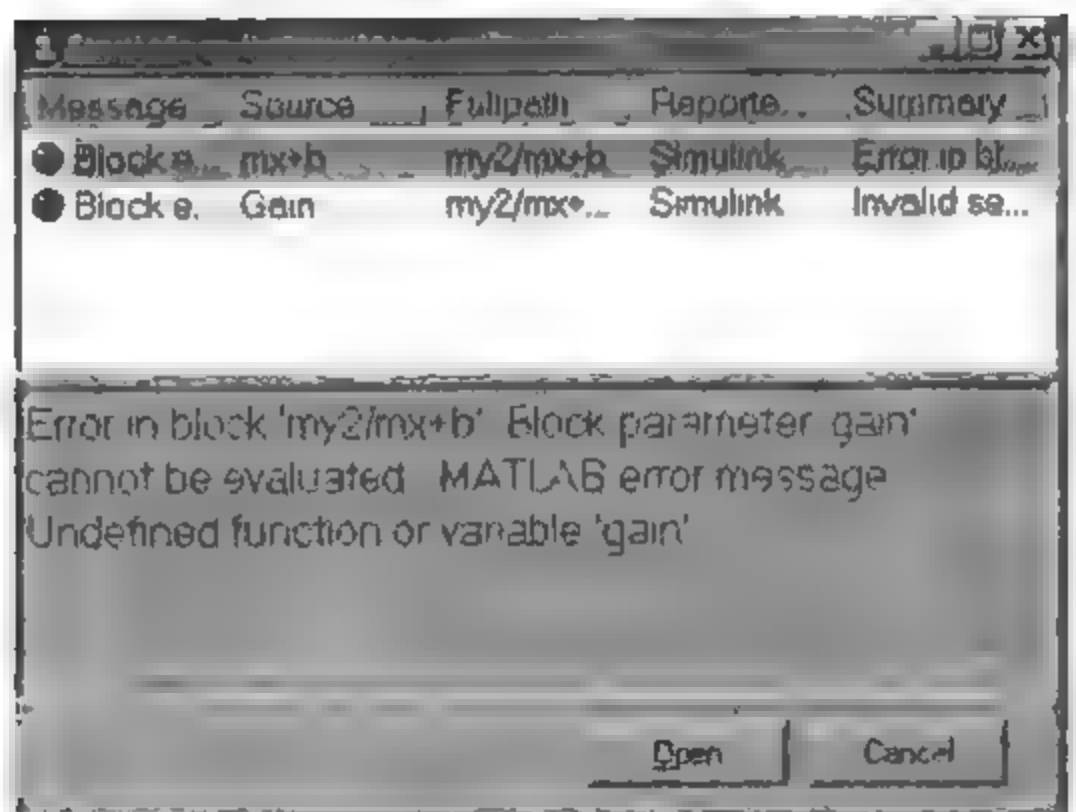 Message Source Fullpath Reporte... Summary
Block e... mx+b my2/mx+b Simulink Error in bl...
Block e. Gain my2/mx+... Simulink Invalid se...
Error in block 'my2/mx+b' Block parameter gain'
cannot be evaluated MATLAB error message
Undefined function or variable 'gain'
Open Cancel